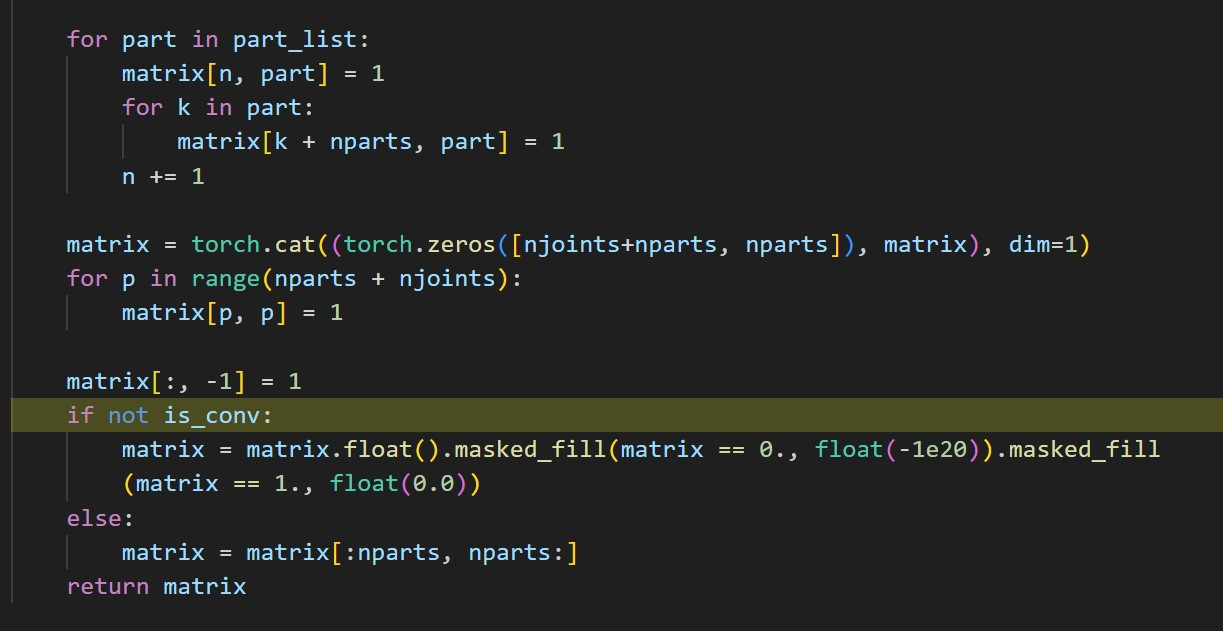 for part in part_list:
    matrix[n, part] = 1
    for k in part:
        matrix[k + nparts, part] = 1
    n += 1

matrix = torch.cat((torch.zeros([njoints+nparts, nparts]), matrix), dim=1)
for p in range(nparts + njoints):
    matrix[p, p] = 1

matrix[:, -1] = 1
if not is_conv:
    matrix = matrix.float().masked_fill(matrix == 0., float(-1e20)).masked_fill
    (matrix == 1., float(0.0))
else:
    matrix = matrix[:nparts, nparts:]
return matrix